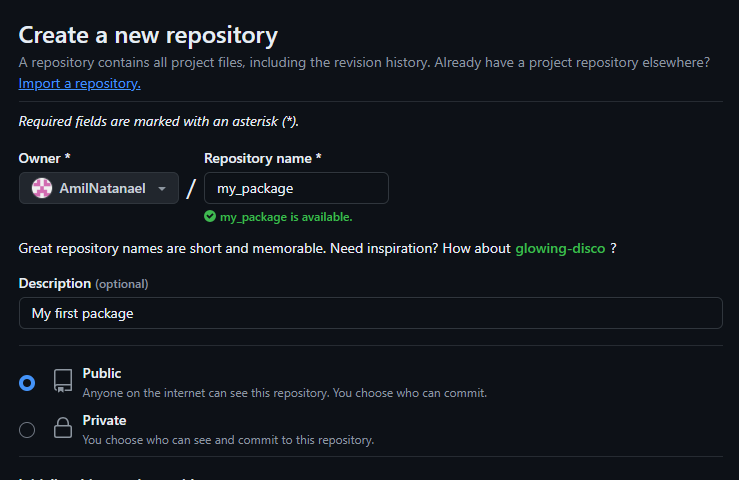 Create a new repository
A repository contains all project files, including the revision history. Already have a project repository elsewhere?
Import a repository.
Required fields are marked with an asterisk (*).
Owner * Repository name *
AmilNatanael / my_package
my_package is available.
Great repository names are short and memorable. Need inspiration? How about glowing-disco ?
Description (optional)
My first package
Public
Anyone on the internet can see this repository. You choose who can commit.
Private
You choose who can see and commit to this repository.